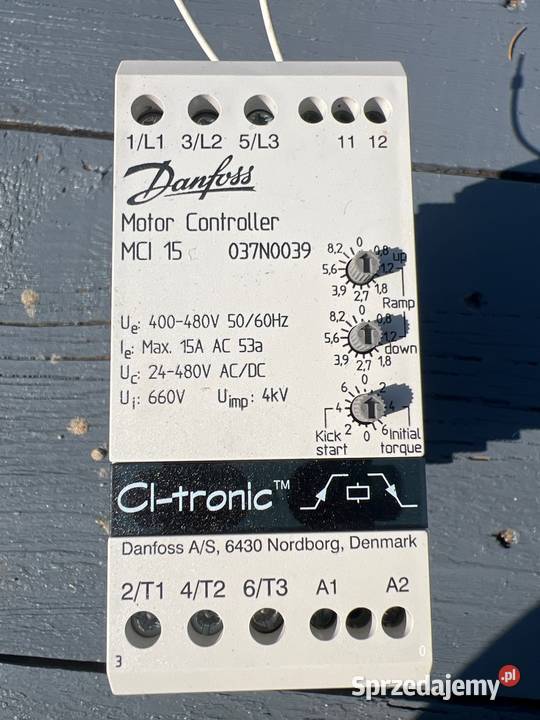 1/L1 3/L2 5/L3 11 12
Danfoss
Motor Controller
MCI 15 037N0039
0 0,8 up 1,2 1,8 2,7 3,9 5,6 8,2
Ramp
Ue: 400-480V 50/60Hz
Ie: Max. 15A AC 53a
Uc: 24-480V AC/DC
Ui: 660V Uimp: 4kV
0 0,8 1,2 1,8 2,7 3,9 5,6 8,2
down
6 4 2 0 2 4 6
Kick start
Initial torque
CI-tronic™
Danfoss A/S, 6430 Nordborg, Denmark
2/T1 4/T2 6/T3 A1 A2
3 0
Sprzedajemy.pl